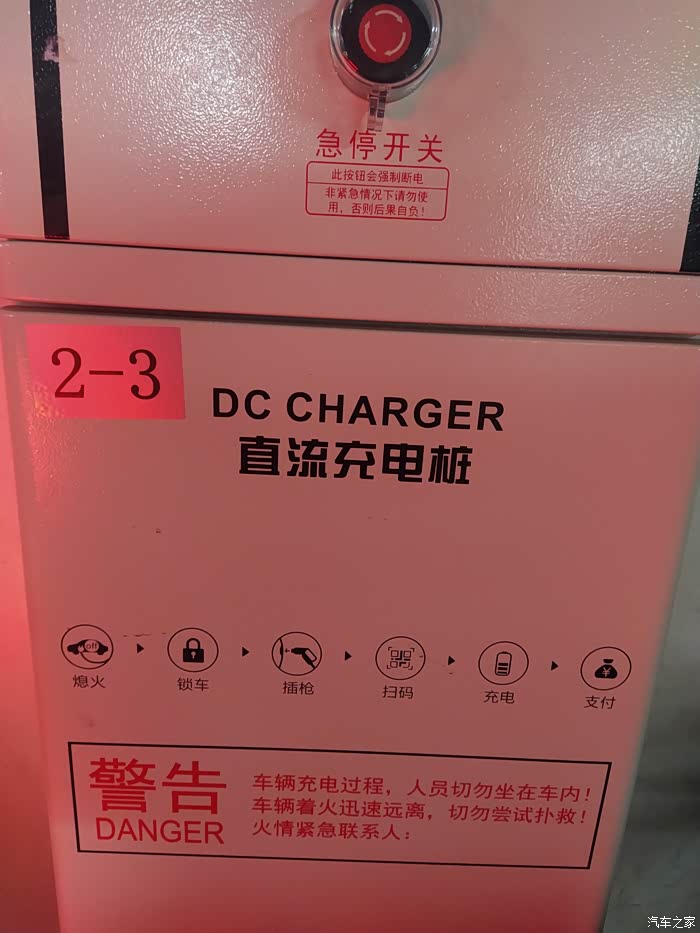 急停开关
此按钮会强制断电
非紧急情况下请勿使
用，否则后果自负！
2-3
DC CHARGER
直流充电桩
off
熄火
锁车
插枪
扫码
充电
¥
支付
警告
DANGER
车辆充电过程，人员切勿坐在车内！
车辆着火迅速远离，切勿尝试扑救！
火情紧急联系人：
汽车之家